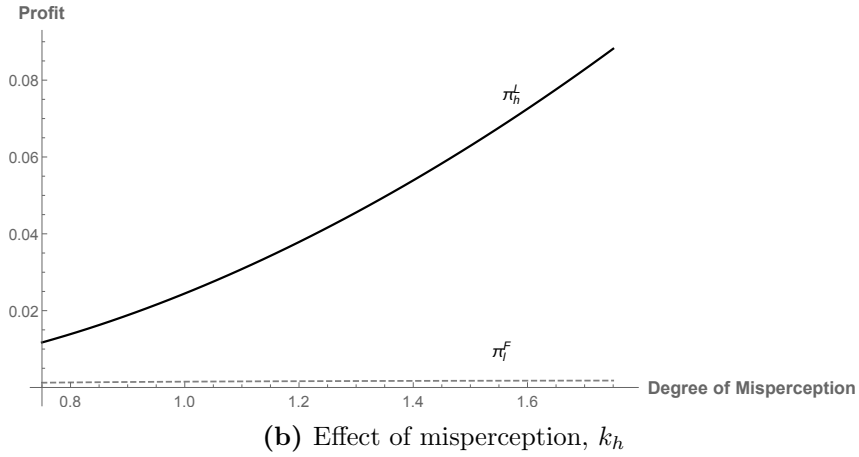 Profit
0.08
π_h^L
0.06
0.04
0.02
π_l^F
0.8 1.0 1.2 1.4 1.6 Degree of Misperception
(b) Effect of misperception, k_h